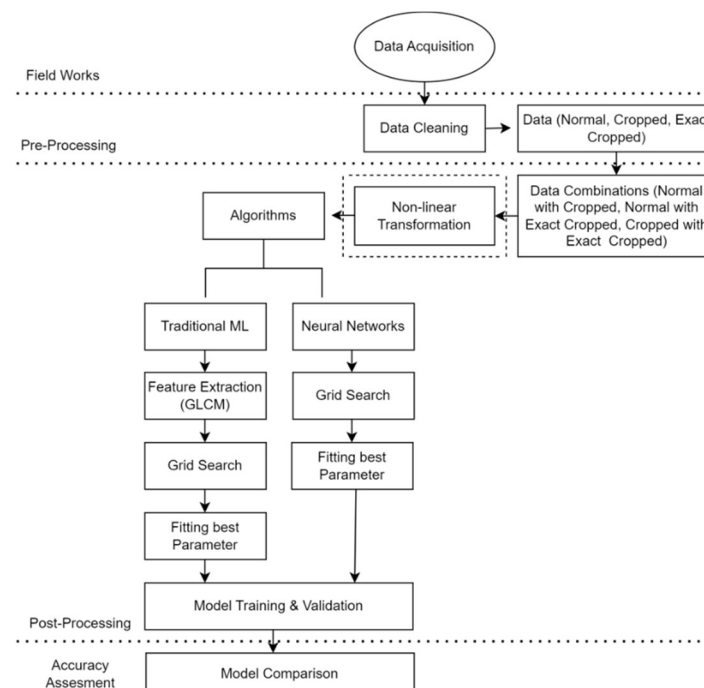 Data Acquisition
Field Works
Data Cleaning
Data (Normal, Cropped, Exac
Cropped)
Pre-Processing
Algorithms
Non-linear
Transformation
Data Combinations (Normal
with Cropped, Normal with
Exact Cropped, Cropped with
Exact Cropped)
Traditional ML
Neural Networks
Feature Extraction
(GLCM)
Grid Search
Grid Search
Fitting best
Parameter
Fitting best
Parameter
Model Training & Validation
Post-Processing
Accuracy
Assesment
Model Comparison